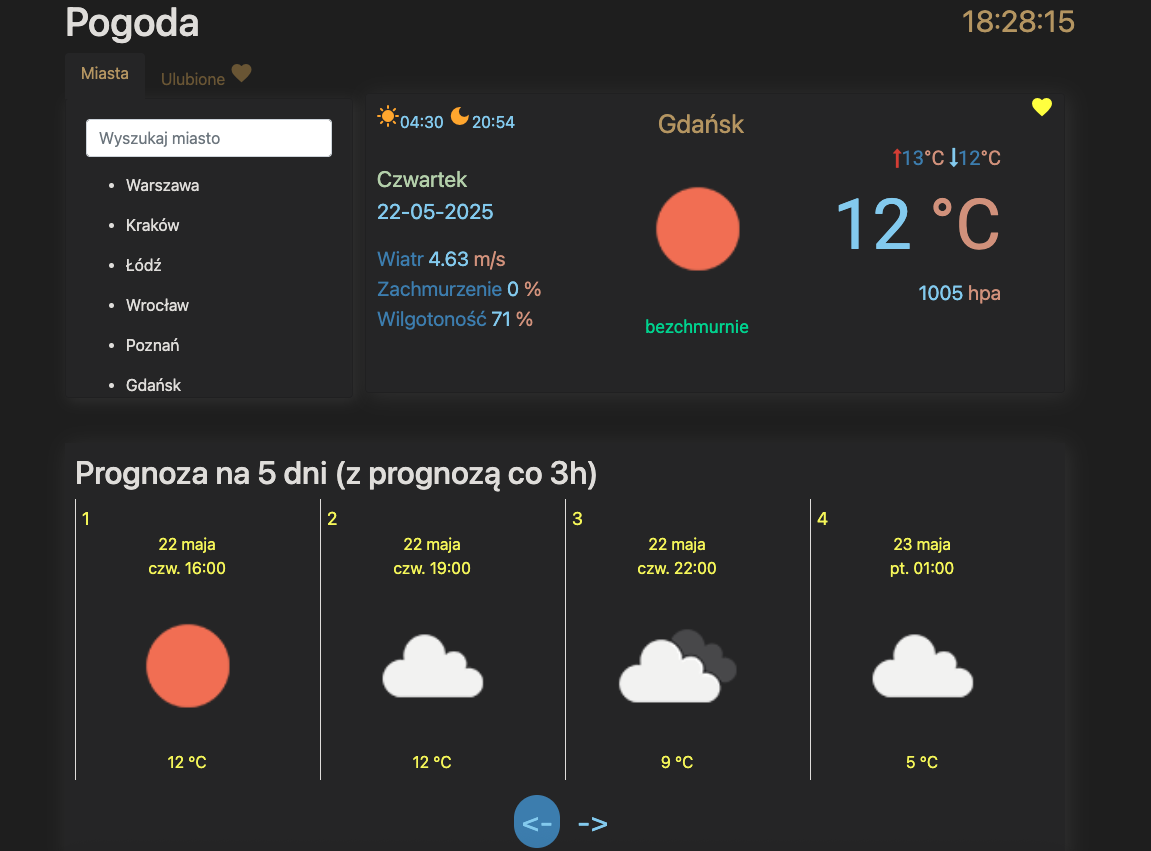 Pogoda
18:28:15
Miasta
Ulubione
Wyszukaj miasto
Warszawa
Kraków
Łódź
Wrocław
Poznań
Gdańsk
04:30 20:54
Czwartek
22-05-2025
Wiatr 4.63 m/s
Zachmurzenie 0 %
Wilgotoność 71 %
Gdańsk
bezchmurnie
↑13°C ↓12°C
12 °C
1005 hpa
Prognoza na 5 dni (z prognozą co 3h)
1
22 maja
czw. 16:00
12 °C
2
22 maja
czw. 19:00
12 °C
3
22 maja
czw. 22:00
9 °C
4
23 maja
pt. 01:00
5 °C
<- ->